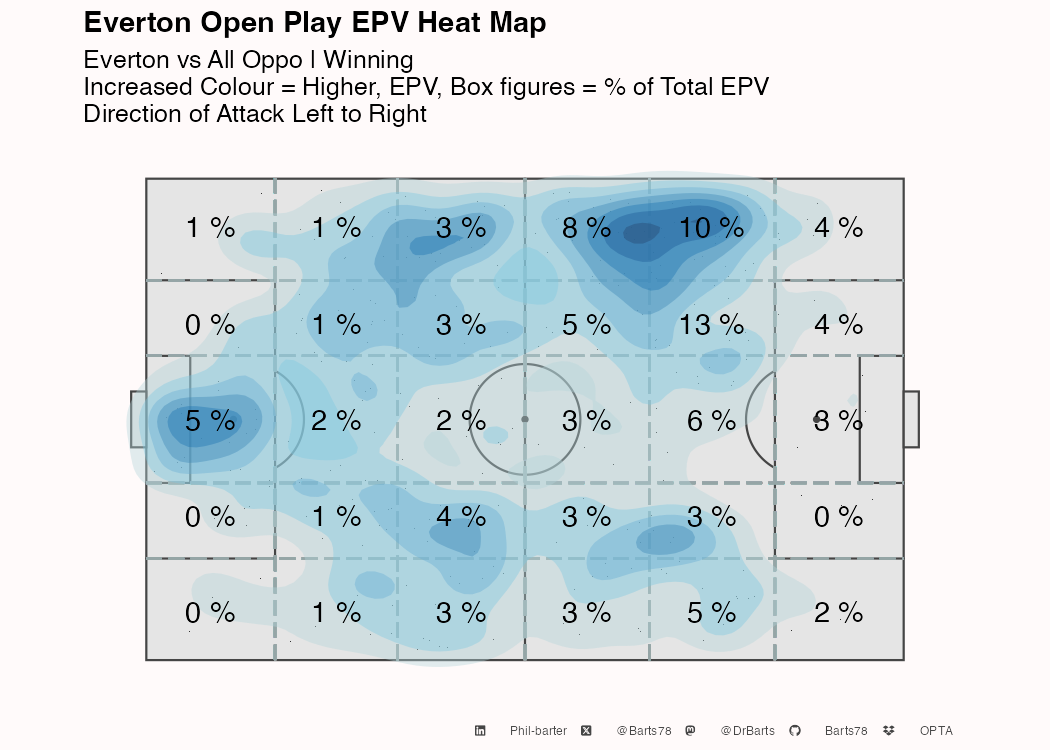 Everton Open Play EPV Heat Map
Everton vs All Oppo | Winning
Increased Colour = Higher, EPV, Box figures = % of Total EPV
Direction of Attack Left to Right
1 % 1 % 3 % 8 % 10 % 4 %
0 % 1 % 3 % 5 % 13 % 4 %
5 % 2 % 2 % 3 % 6 % 8 %
0 % 1 % 4 % 3 % 3 % 0 %
0 % 1 % 3 % 3 % 5 % 2 %
Phil-barter @Barts78 @DrBarts Barts78 OPTA